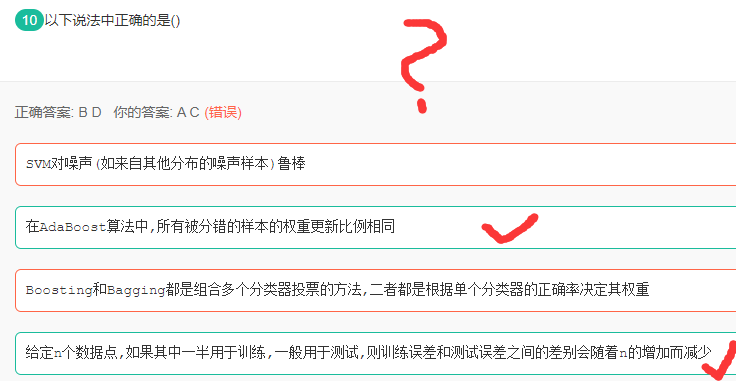 10以下说法中正确的是()
?
正确答案: B D 你的答案: A C (错误)
SVM对噪声(如来自其他分布的噪声样本)鲁棒
在AdaBoost算法中,所有被分错的样本的权重更新比例相同
Boosting和Bagging都是组合多个分类器投票的方法,二者都是根据单个分类器的正确率决定其权重
给定n个数据点,如果其中一半用于训练,一般用于测试,则训练误差和测试误差之间的差别会随着n的增加而减少